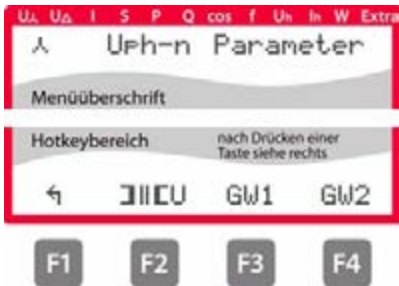 U⅄ U△ I S P Q cos f Uh Ih W Extra
⅄ UPh-n Parameter
Menüüberschrift
Hotkeybereich
nach Drücken einer
Taste siehe rechts
GW1 GW2
F1 F2 F3 F4